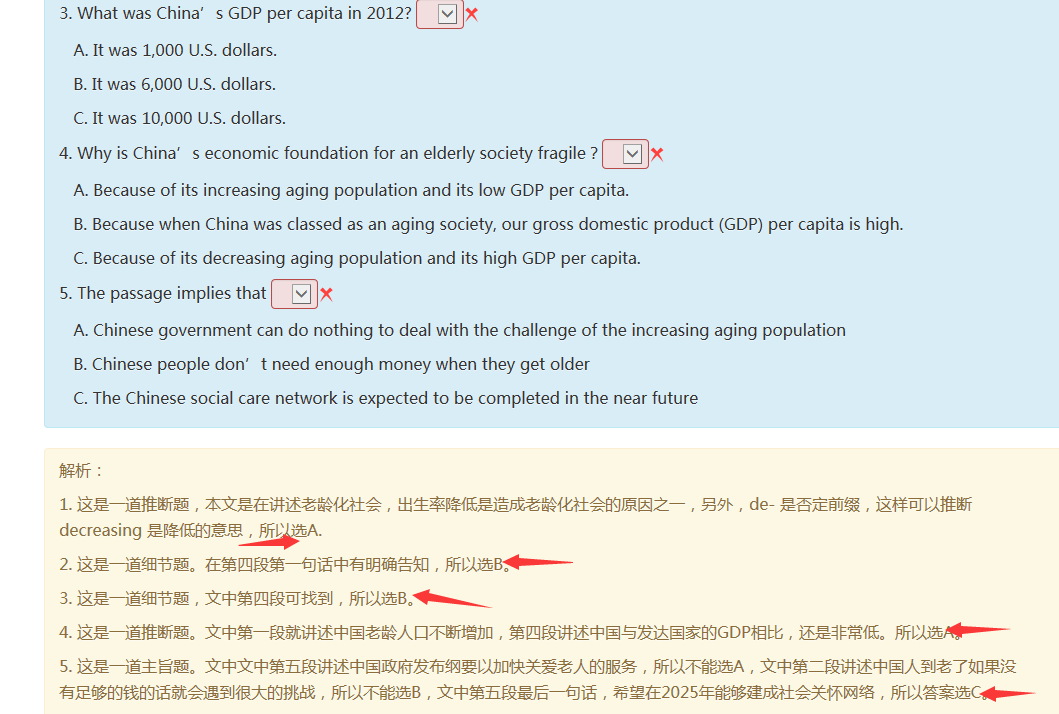 3. What was China’s GDP per capita in 2012?
A. It was 1,000 U.S. dollars.
B. It was 6,000 U.S. dollars.
C. It was 10,000 U.S. dollars.
4. Why is China’s economic foundation for an elderly society fragile ?
A. Because of its increasing aging population and its low GDP per capita.
B. Because when China was classed as an aging society, our gross domestic product (GDP) per capita is high.
C. Because of its decreasing aging population and its high GDP per capita.
5. The passage implies that
A. Chinese government can do nothing to deal with the challenge of the increasing aging population
B. Chinese people don’t need enough money when they get older
C. The Chinese social care network is expected to be completed in the near future
解析：
1. 这是一道推断题，本文是在讲述老龄化社会，出生率降低是造成老龄化社会的原因之一，另外，de- 是否定前缀，这样可以推断
decreasing 是降低的意思，所以选A.
2. 这是一道细节题。在第四段第一句话中有明确告知，所以选B。
3. 这是一道细节题，文中第四段可找到，所以选B。
4. 这是一道推断题。文中第一段就讲述中国老龄人口不断增加，第四段讲述中国与发达国家的GDP相比，还是非常低。所以选A。
5. 这是一道主旨题。文中文中第五段讲述中国政府发布纲要以加快关爱老人的服务，所以不能选A，文中第二段讲述中国人到老了如果没
有足够的钱的话就会遇到很大的挑战，所以不能选B，文中第五段最后一句话，希望在2025年能够建成社会关怀网络，所以答案选C。